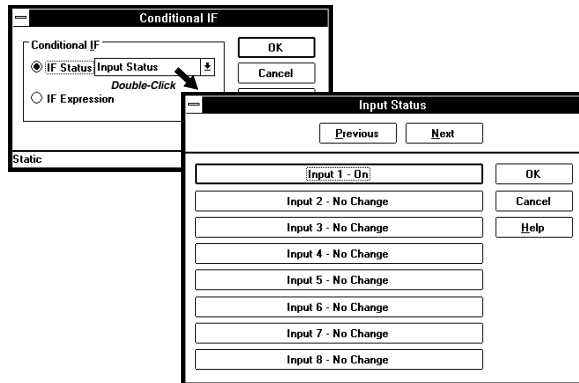 Conditional IF
Conditional IF
IF Status Input Status
Double-Click
IF Expression
OK
Cancel
Static
Input Status
Previous Next
Input 1 - On
Input 2 - No Change
Input 3 - No Change
Input 4 - No Change
Input 5 - No Change
Input 6 - No Change
Input 7 - No Change
Input 8 - No Change
OK
Cancel
Help